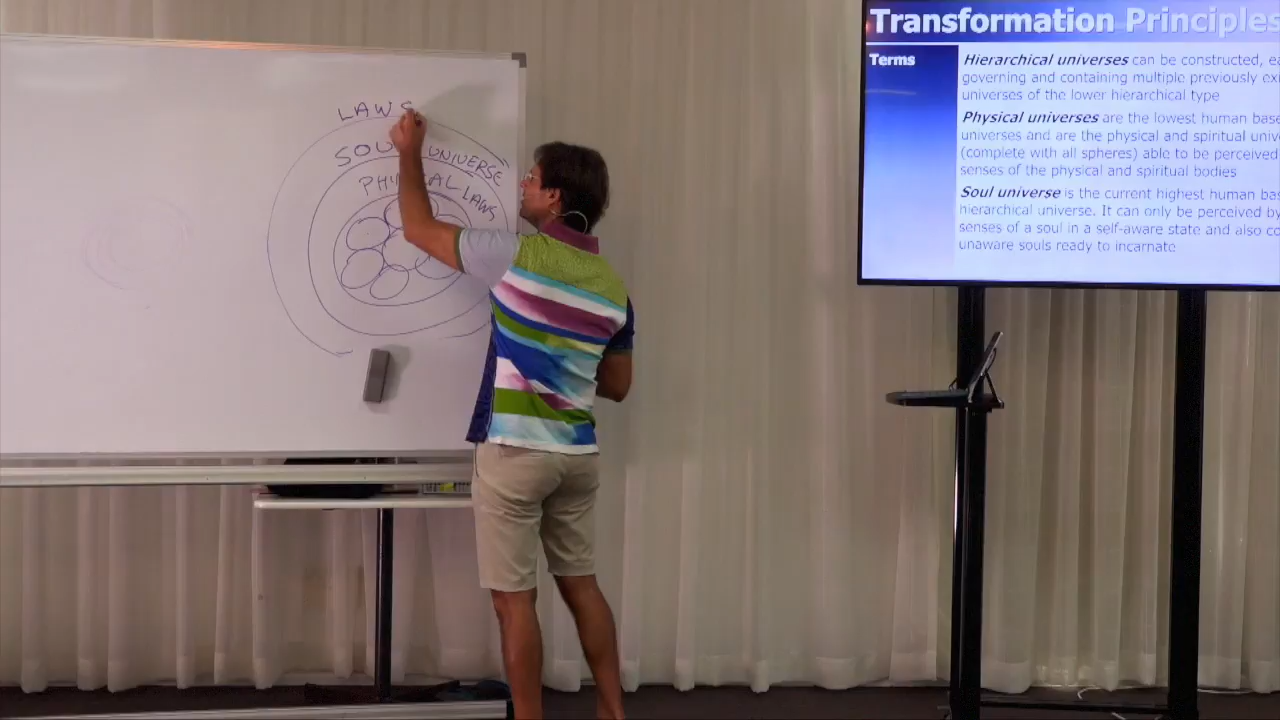 LAWS
UNIVERSE
LAWS
Transformation Principles
Terms
Hierarchical universes can be constructed,
governing and containing multiple previously
universes of the lower hierarchical type
Physical universes are the lowest human
universes and are the physical and spiritual
(complete with all spheres) able to be perceived
senses of the physical and spiritual bodies
Soul universe is the current highest human
hierarchical universe. It can only be perceived by
senses of a soul in a self-aware state and also
unaware souls ready to incarnate